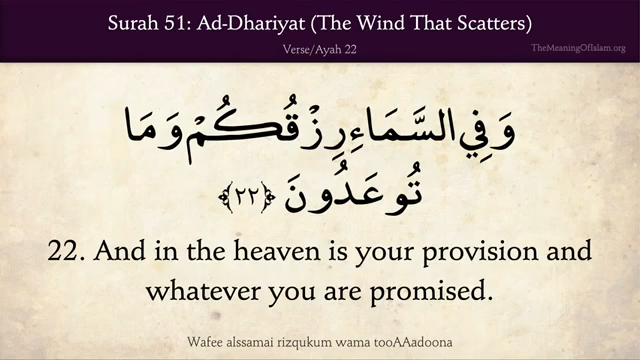 Surah 51: Ad-Dhariyat (The Wind That Scatters)
Verse/Ayah 22
TheMeaningOfIslam.org
وَفِي السَّمَاءِ رِزْقُكُمْ وَمَا
تُوعَدُونَ ﴿٢٢﴾
22. And in the heaven is your provision and
whatever you are promised.
Wafee alssamai rizqukum wama tooAAadoona